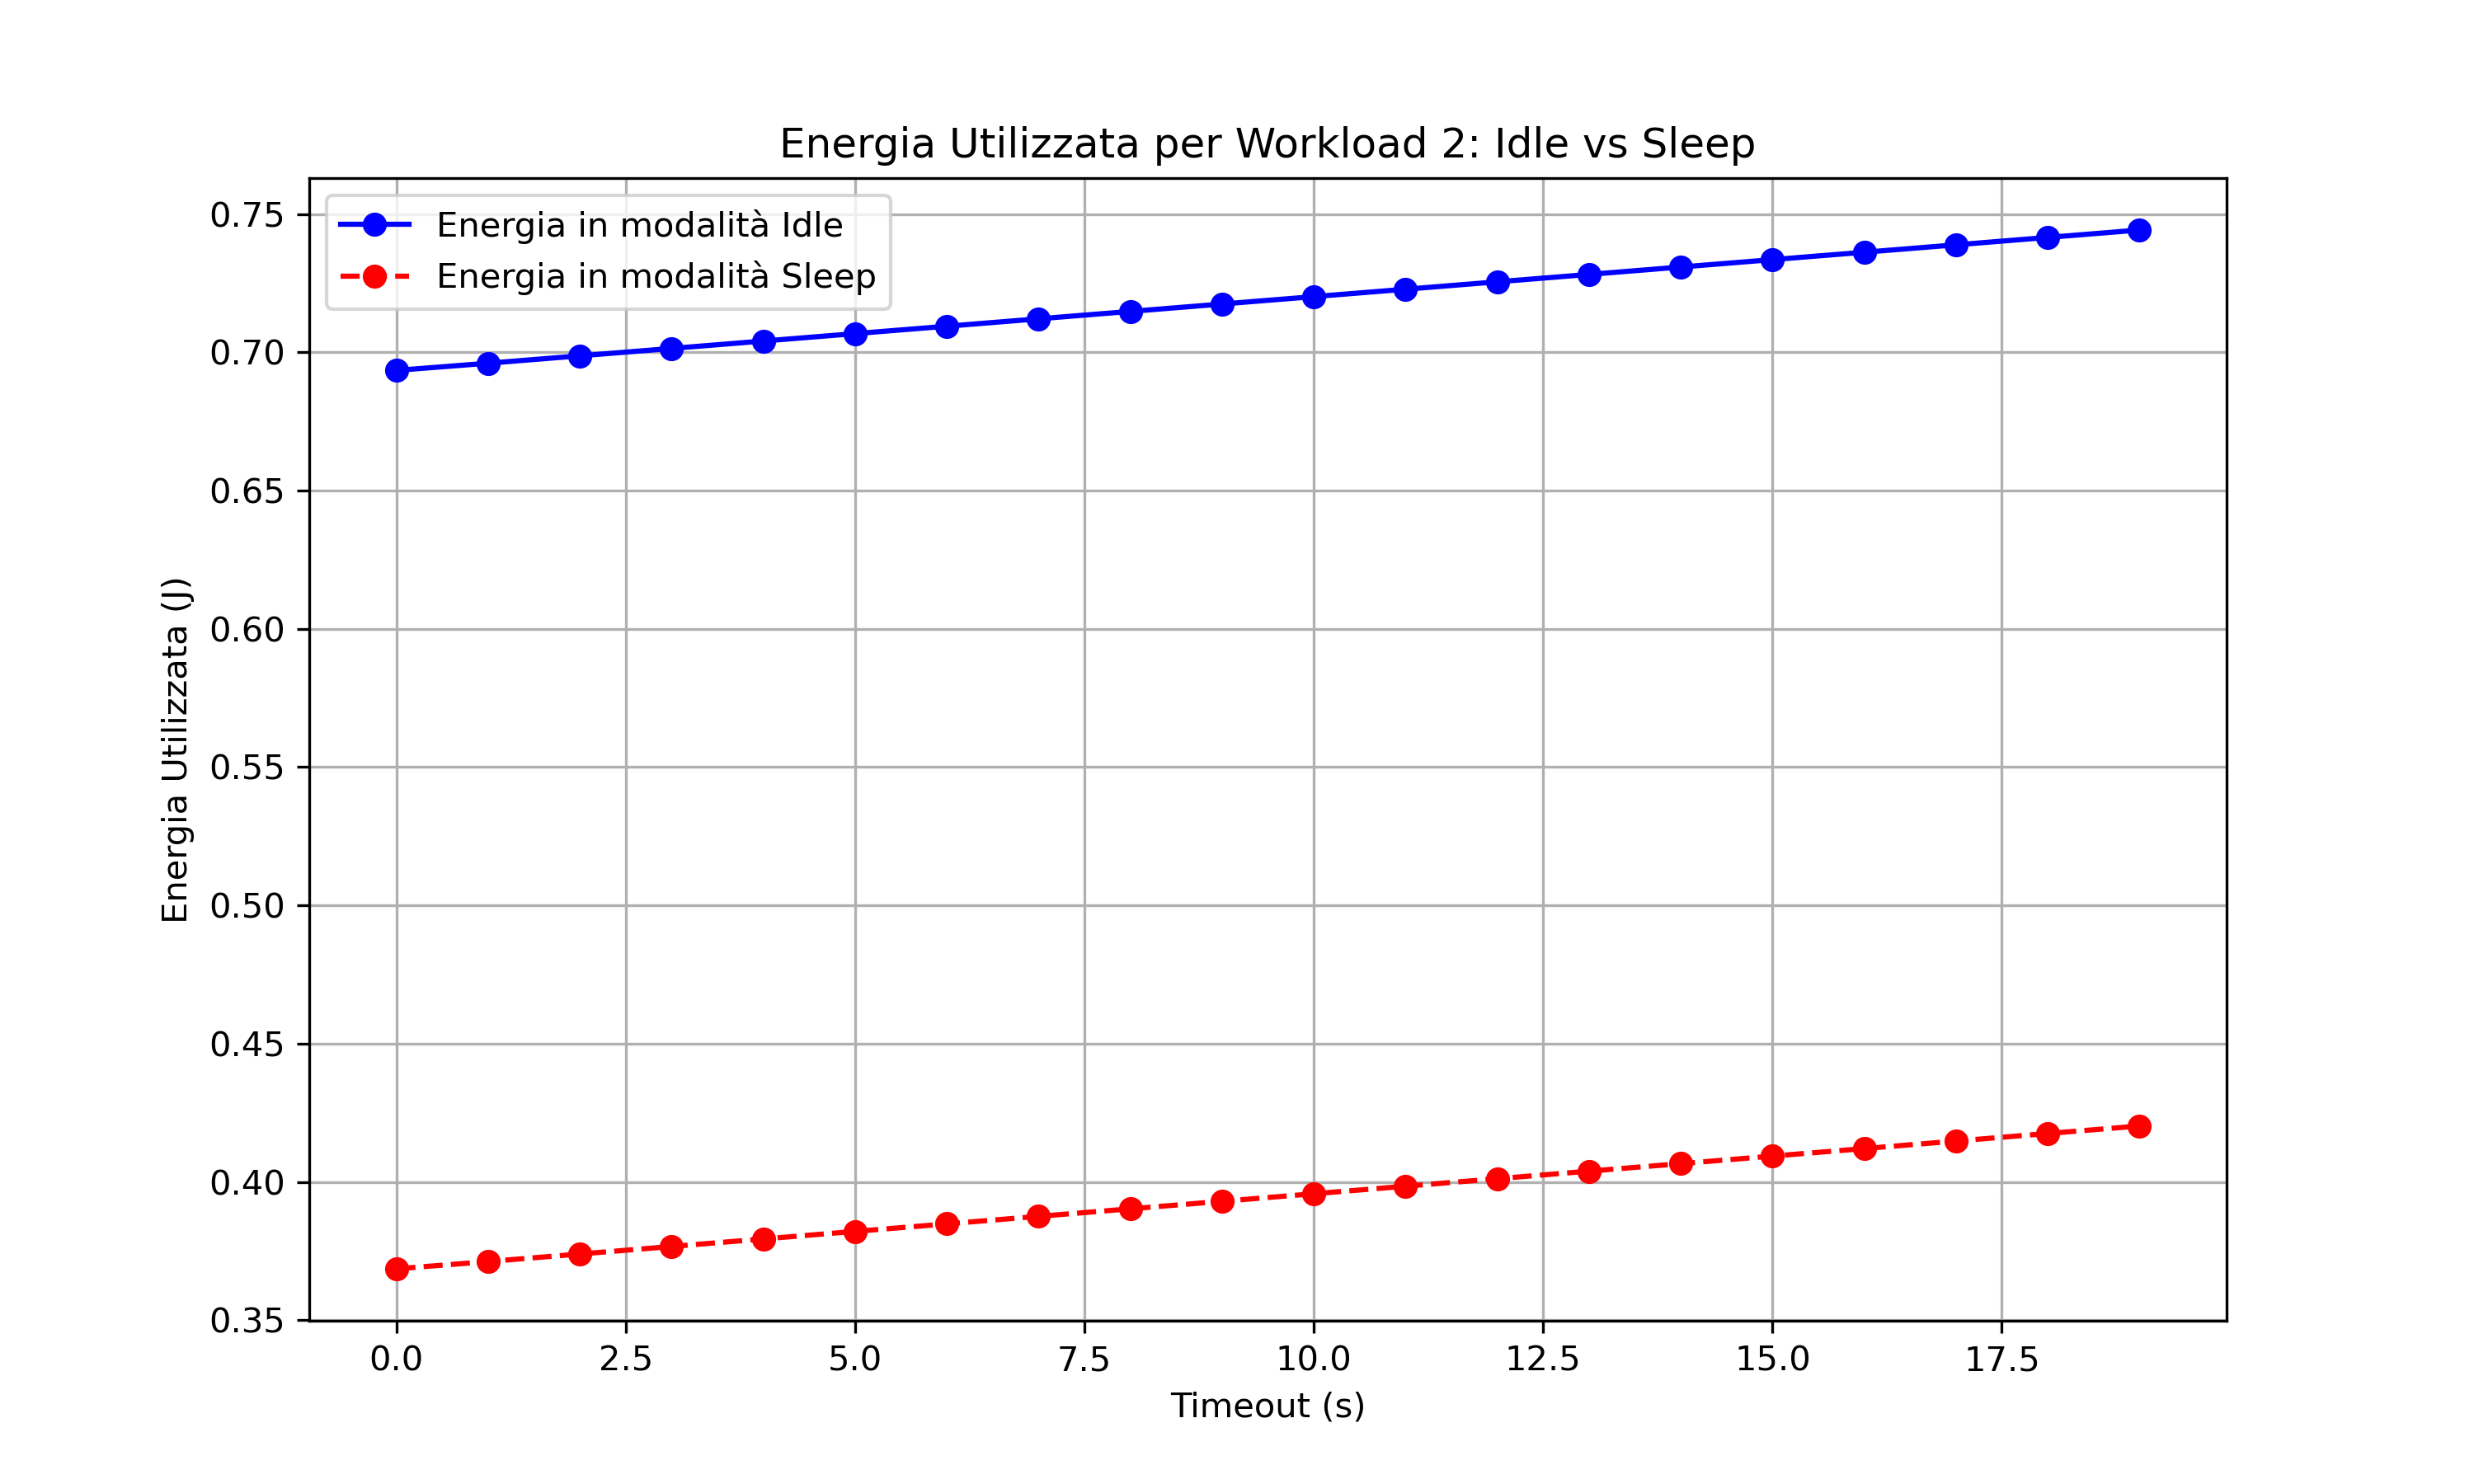 Energia Utilizzata per Workload 2: Idle vs Sleep
Energia in modalità Idle
Energia in modalità Sleep
Energia Utilizzata (J)
0.75
0.70
0.65
0.60
0.55
0.50
0.45
0.40
0.35
0.0 2.5 5.0 7.5 10.0 12.5 15.0 17.5
Timeout (s)